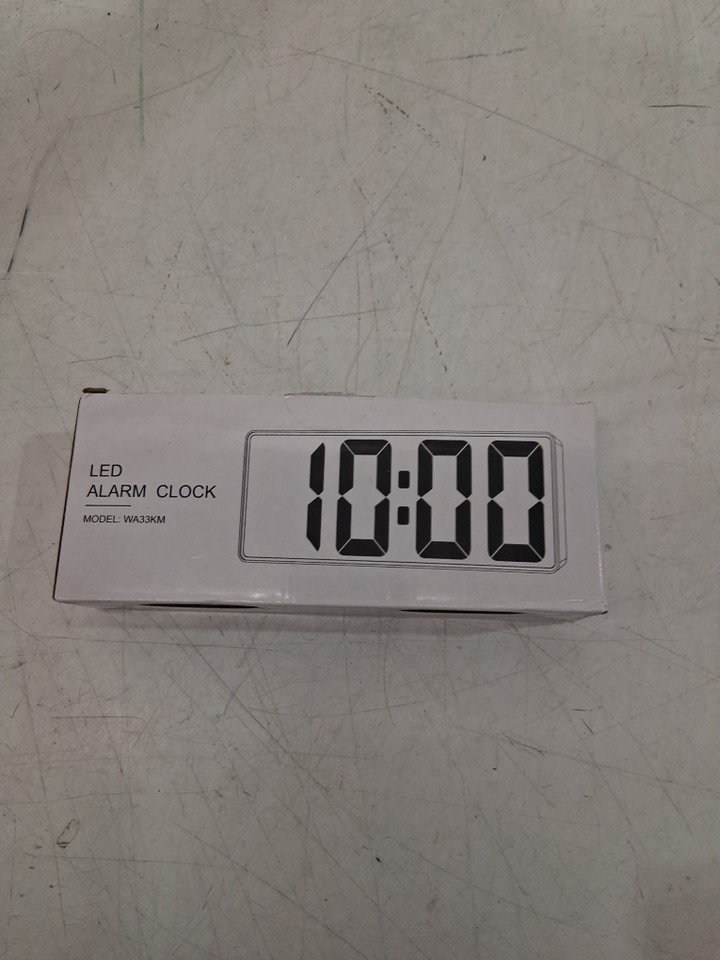 LED
ALARM CLOCK
MODEL: WA33KM
10:00